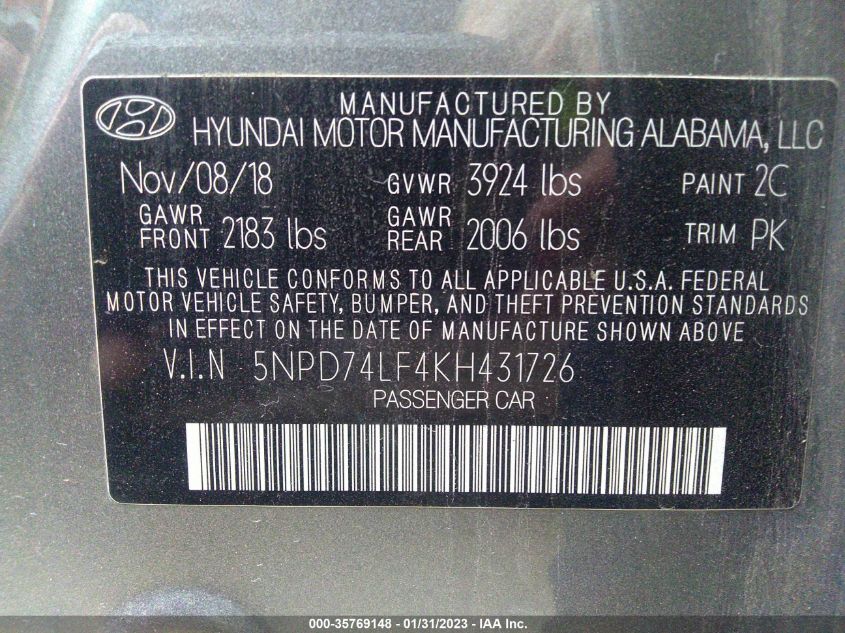 MANUFACTURED BY
HYUNDAI MOTOR MANUFACTURING ALABAMA, LLC
Nov/08/18 GVWR 3924 lbs PAINT 2C
GAWR FRONT 2183 lbs GAWR REAR 2006 lbs TRIM PK
THIS VEHICLE CONFORMS TO ALL APPLICABLE U.S.A. FEDERAL
MOTOR VEHICLE SAFETY, BUMPER, AND THEFT PREVENTION STANDARDS
IN EFFECT ON THE DATE OF MANUFACTURE SHOWN ABOVE
V.I.N 5NPD74LF4KH431726
PASSENGER CAR
000-35769148 - 01/31/2023 - IAA Inc.